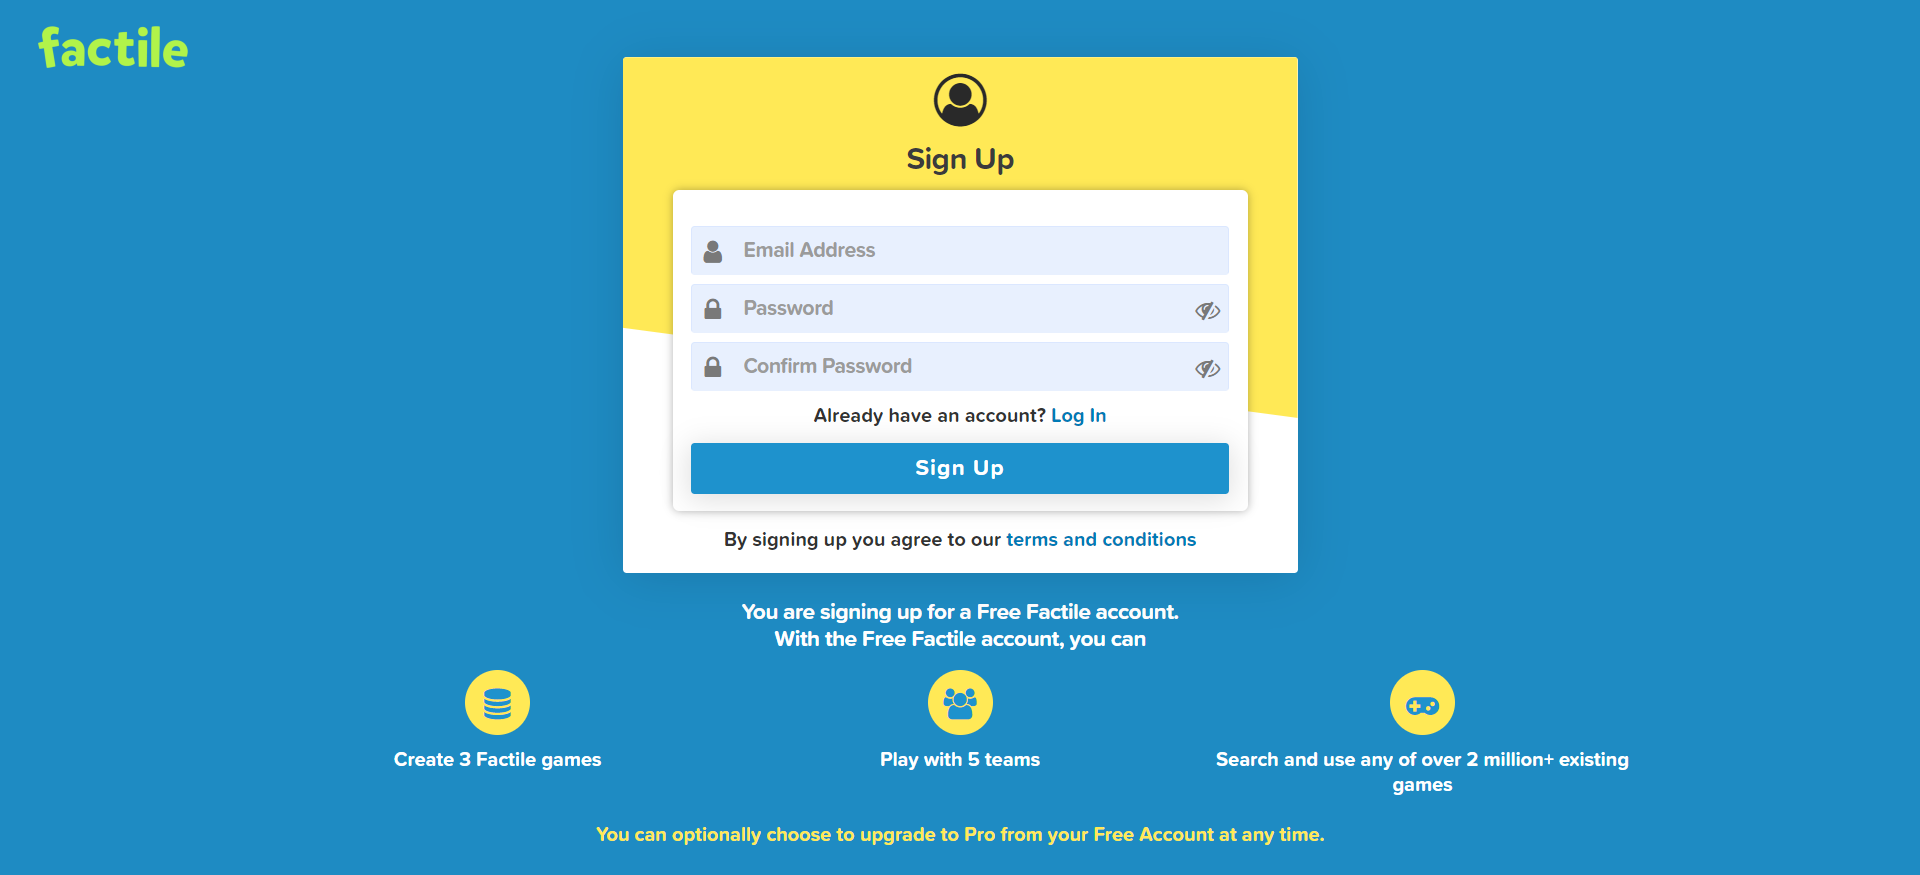 factile
Sign Up
Email Address
Password
Confirm Password
Already have an account? Log In
Sign Up
By signing up you agree to our terms and conditions
You are signing up for a Free Factile account.
With the Free Factile account, you can
Create 3 Factile games
Play with 5 teams
Search and use any of over 2 million+ existing
games
You can optionally choose to upgrade to Pro from your Free Account at any time.